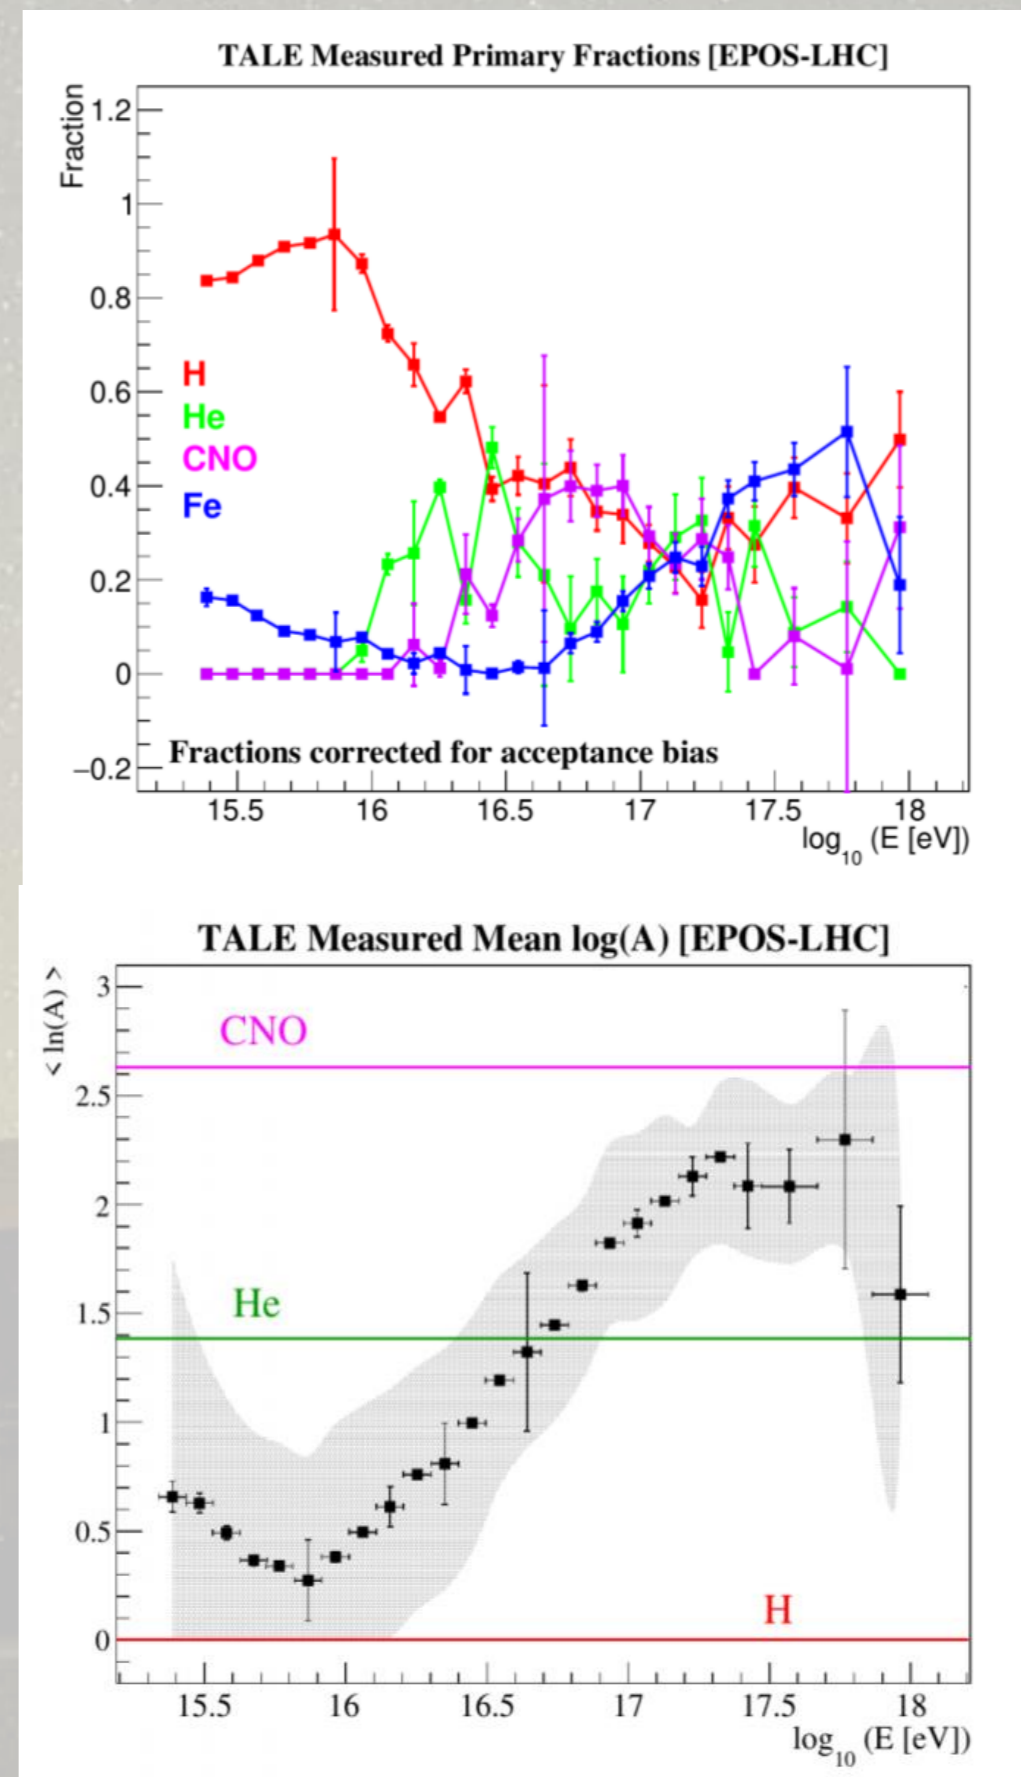 TALE Measured Primary Fractions [EPOS-LHC]
Fraction
1.2
1
0.8
0.6
0.4
0.2
0
−0.2
H
He
CNO
Fe
Fractions corrected for acceptance bias
15.5 16 16.5 17 17.5 18
log10 (E [eV])
TALE Measured Mean log(A) [EPOS-LHC]
< ln(A) >
3
2.5
2
1.5
1
0.5
0
CNO
He
H
15.5 16 16.5 17 17.5 18
log10 (E [eV])